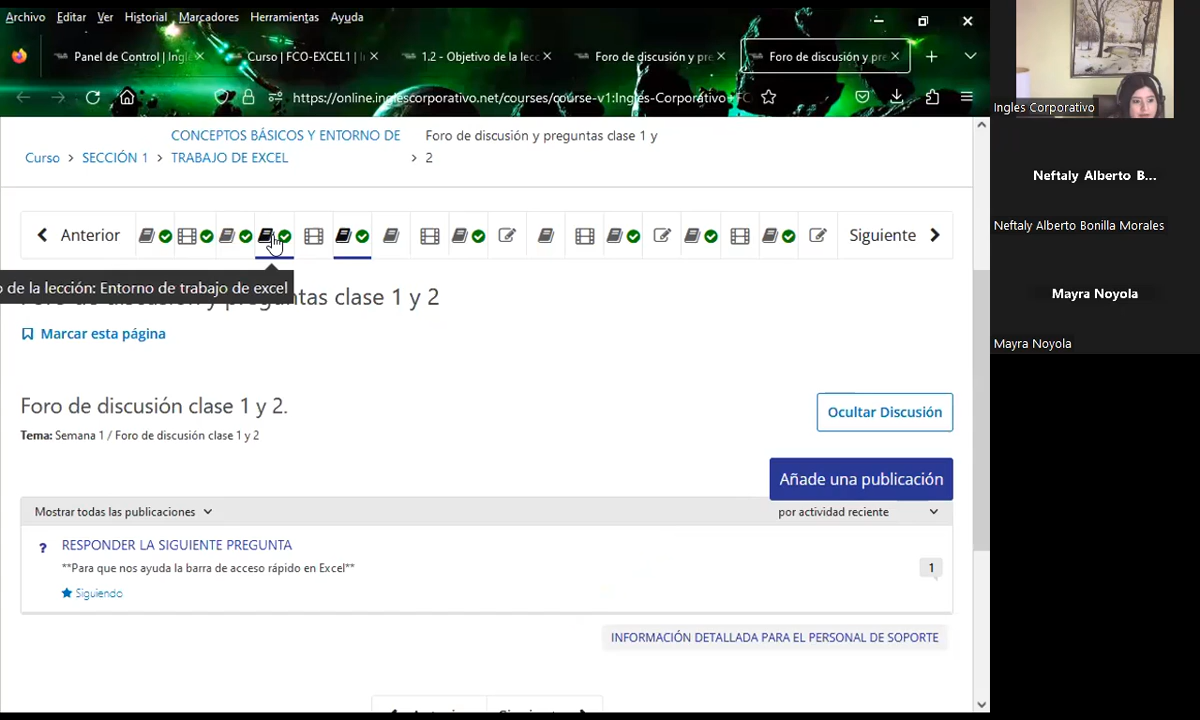 Archivo Editar Ver Historial Marcadores Herramientas Ayuda
Panel de Control | Ingle
Curso | FCO-EXCEL1 | I
1.2 - Objetivo de la lecc
Foro de discusión y pre
Foro de discusión y pre
https://online.inglescorporativo.net/courses/course-v1:Ingles-Corporativo+FC
Curso > SECCIÓN 1 > CONCEPTOS BÁSICOS Y ENTORNO DE
TRABAJO DE EXCEL
> Foro de discusión y preguntas clase 1 y
2
Anterior
Siguiente
o de la lección: Entorno de trabajo de excel
Foro de discusión y preguntas clase 1 y 2
Marcar esta página
Foro de discusión clase 1 y 2.
Ocultar Discusión
Tema: Semana 1 / Foro de discusión clase 1 y 2
Añade una publicación
Mostrar todas las publicaciones
por actividad reciente
? RESPONDER LA SIGUIENTE PREGUNTA
**Para que nos ayuda la barra de acceso rápido en Excel**
1
Siguiendo
INFORMACIÓN DETALLADA PARA EL PERSONAL DE SOPORTE
Ingles Corporativo
Neftaly Alberto B...
Neftaly Alberto Bonilla Morales
Mayra Noyola
Mayra Noyola